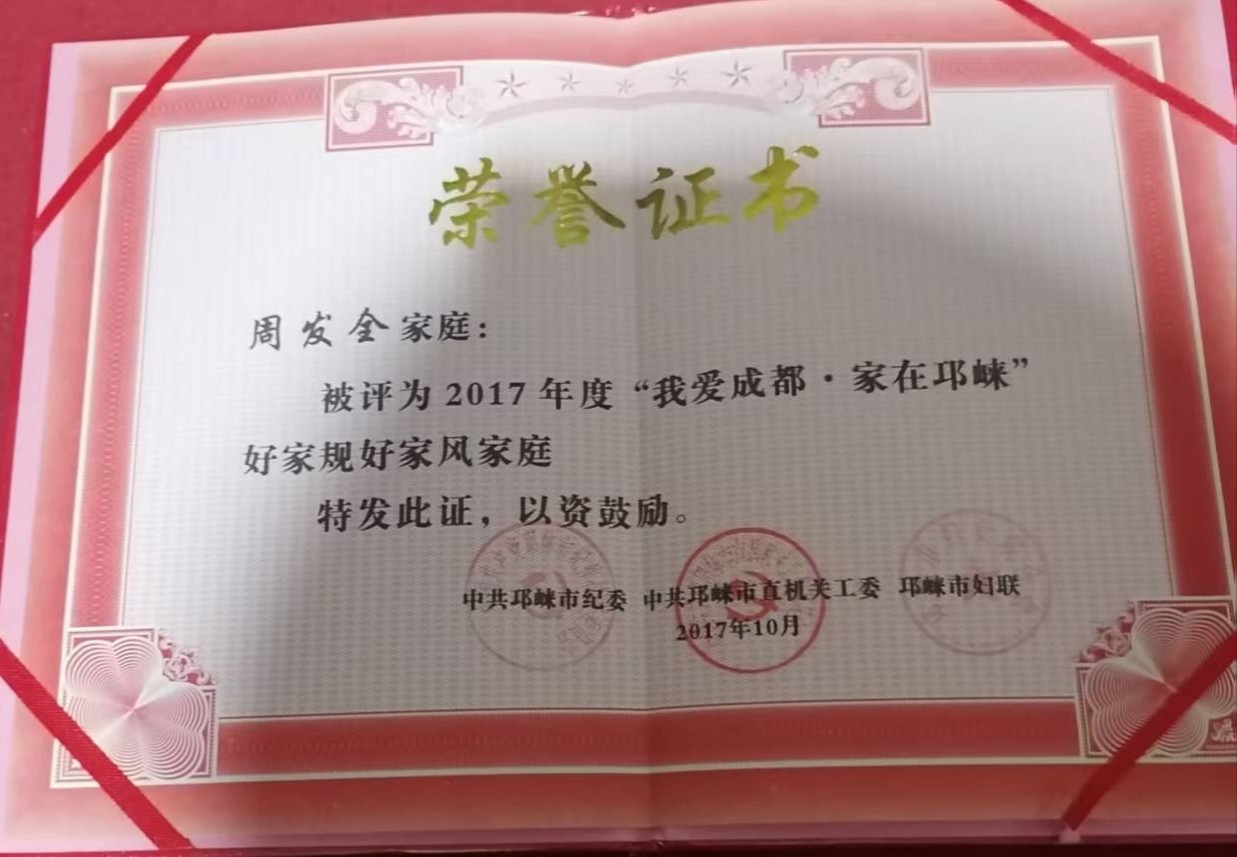 荣誉证书
周发全家庭：
被评为2017年度“我爱成都·家在邛崃”
好家规好家风家庭
特发此证，以资鼓励。
中共邛崃市纪委 中共邛崃市直机关工委 邛崃市妇联
2017年10月